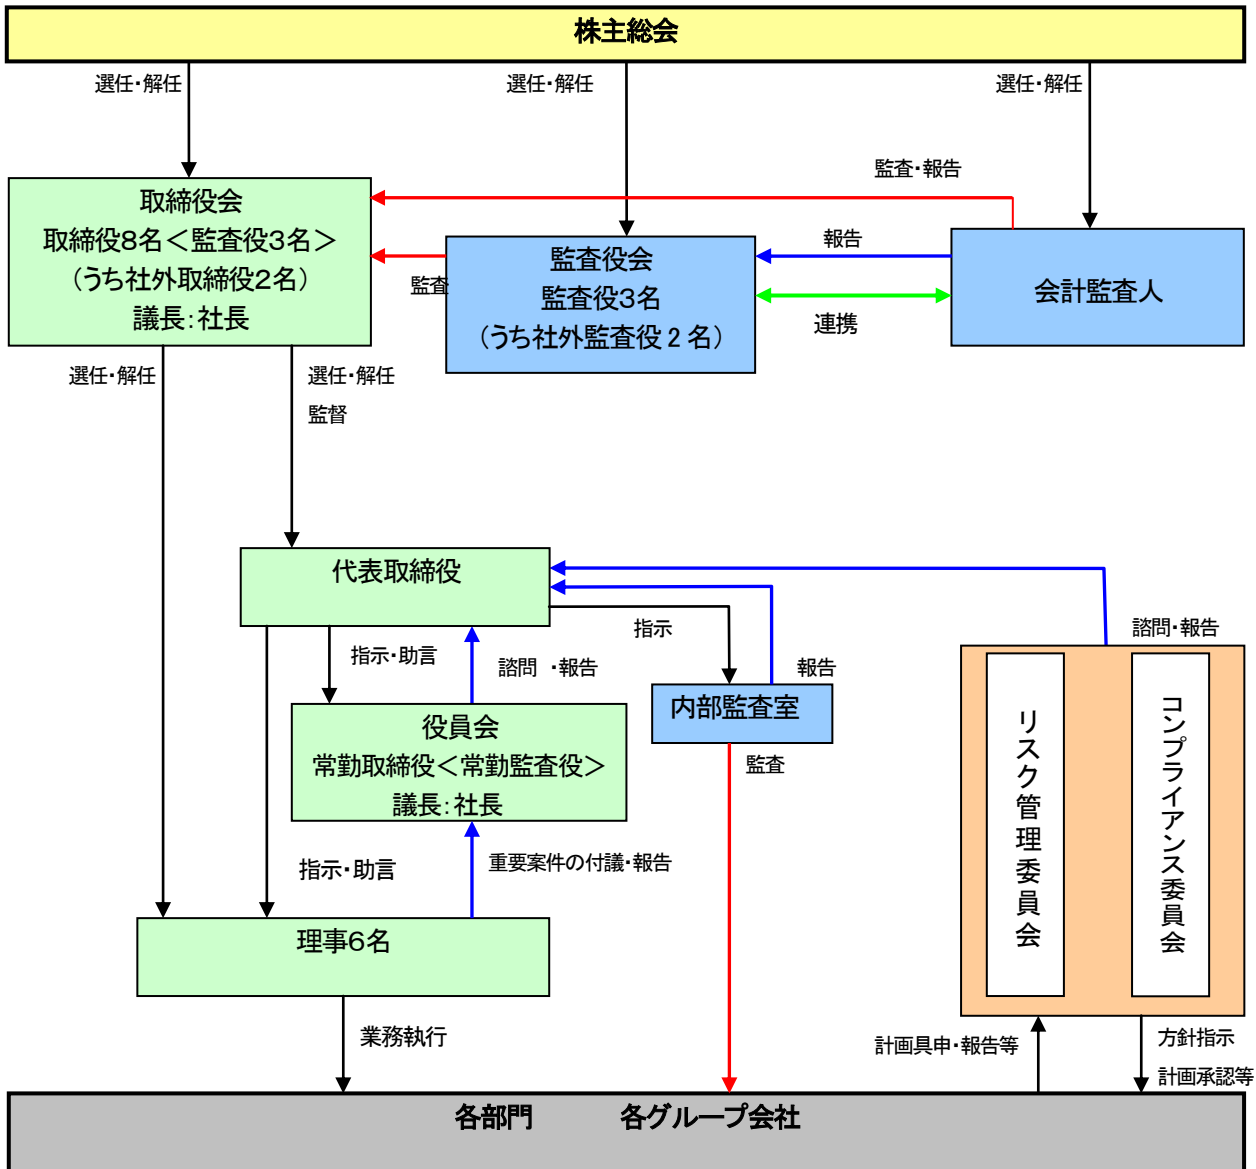 株主総会
選任・解任
選任・解任
選任・解任
監査・報告
取締役会
取締役8名＜監査役3名＞
（うち社外取締役2名）
議長：社長
監査
監査役会
監査役3名
（うち社外監査役２名）
報告
連携
会計監査人
選任・解任
選任・解任
監督
代表取締役
指示
諮問・報告
指示・助言
諮問　・報告
報告
内部監査室
監査
役員会
常勤取締役＜常勤監査役＞
議長：社長
リスク管理委員会
コンプライアンス委員会
指示・助言
重要案件の付議・報告
理事6名
業務執行
計画具申・報告等
方針指示
計画承認等
各部門　　　各グループ会社